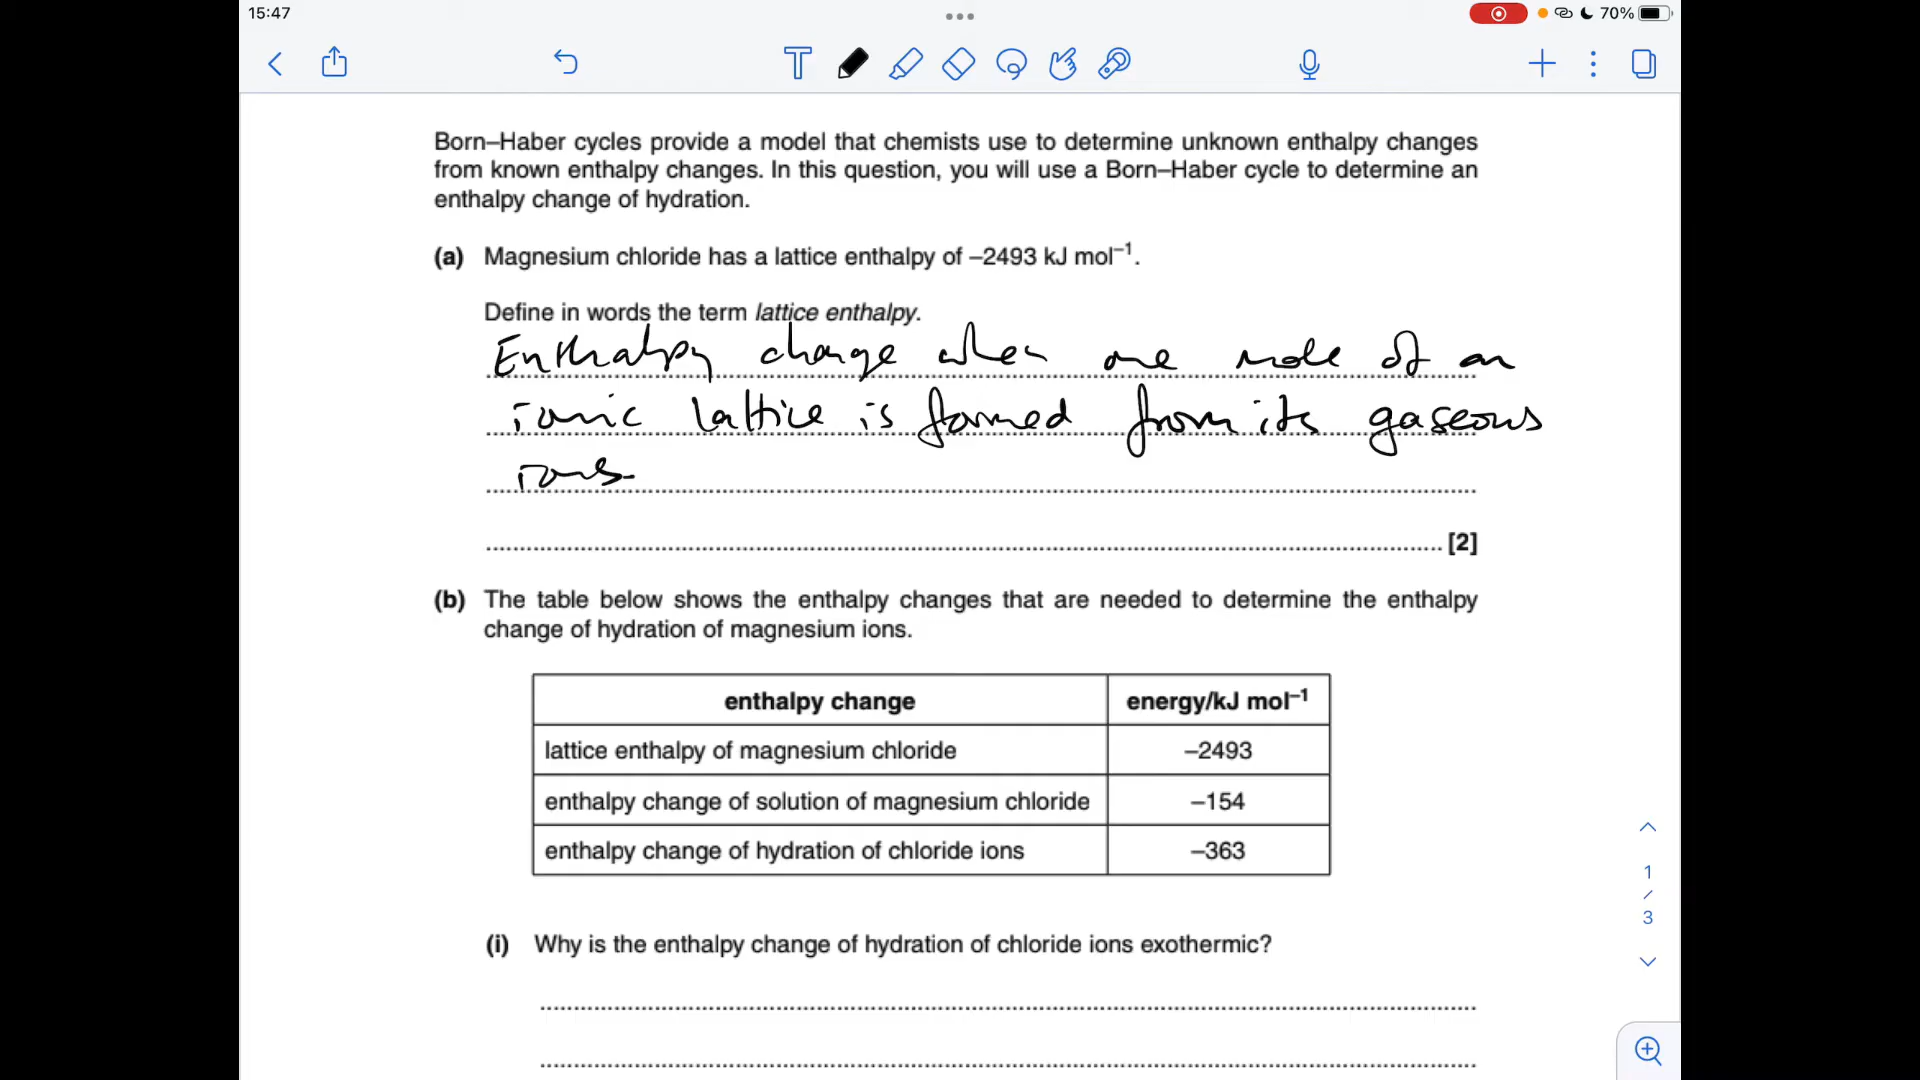 15:47
70%
Born–Haber cycles provide a model that chemists use to determine unknown enthalpy changes
from known enthalpy changes. In this question, you will use a Born–Haber cycle to determine an
enthalpy change of hydration.
(a) Magnesium chloride has a lattice enthalpy of –2493 kJ mol⁻¹.
Define in words the term lattice enthalpy.
Enthalpy change when one mole of an
ionic lattice is formed from its gaseous
ions.
[2]
(b) The table below shows the enthalpy changes that are needed to determine the enthalpy
change of hydration of magnesium ions.
enthalpy change energy/kJ mol⁻¹
lattice enthalpy of magnesium chloride –2493
enthalpy change of solution of magnesium chloride –154
enthalpy change of hydration of chloride ions –363
(i) Why is the enthalpy change of hydration of chloride ions exothermic?
1
/
3